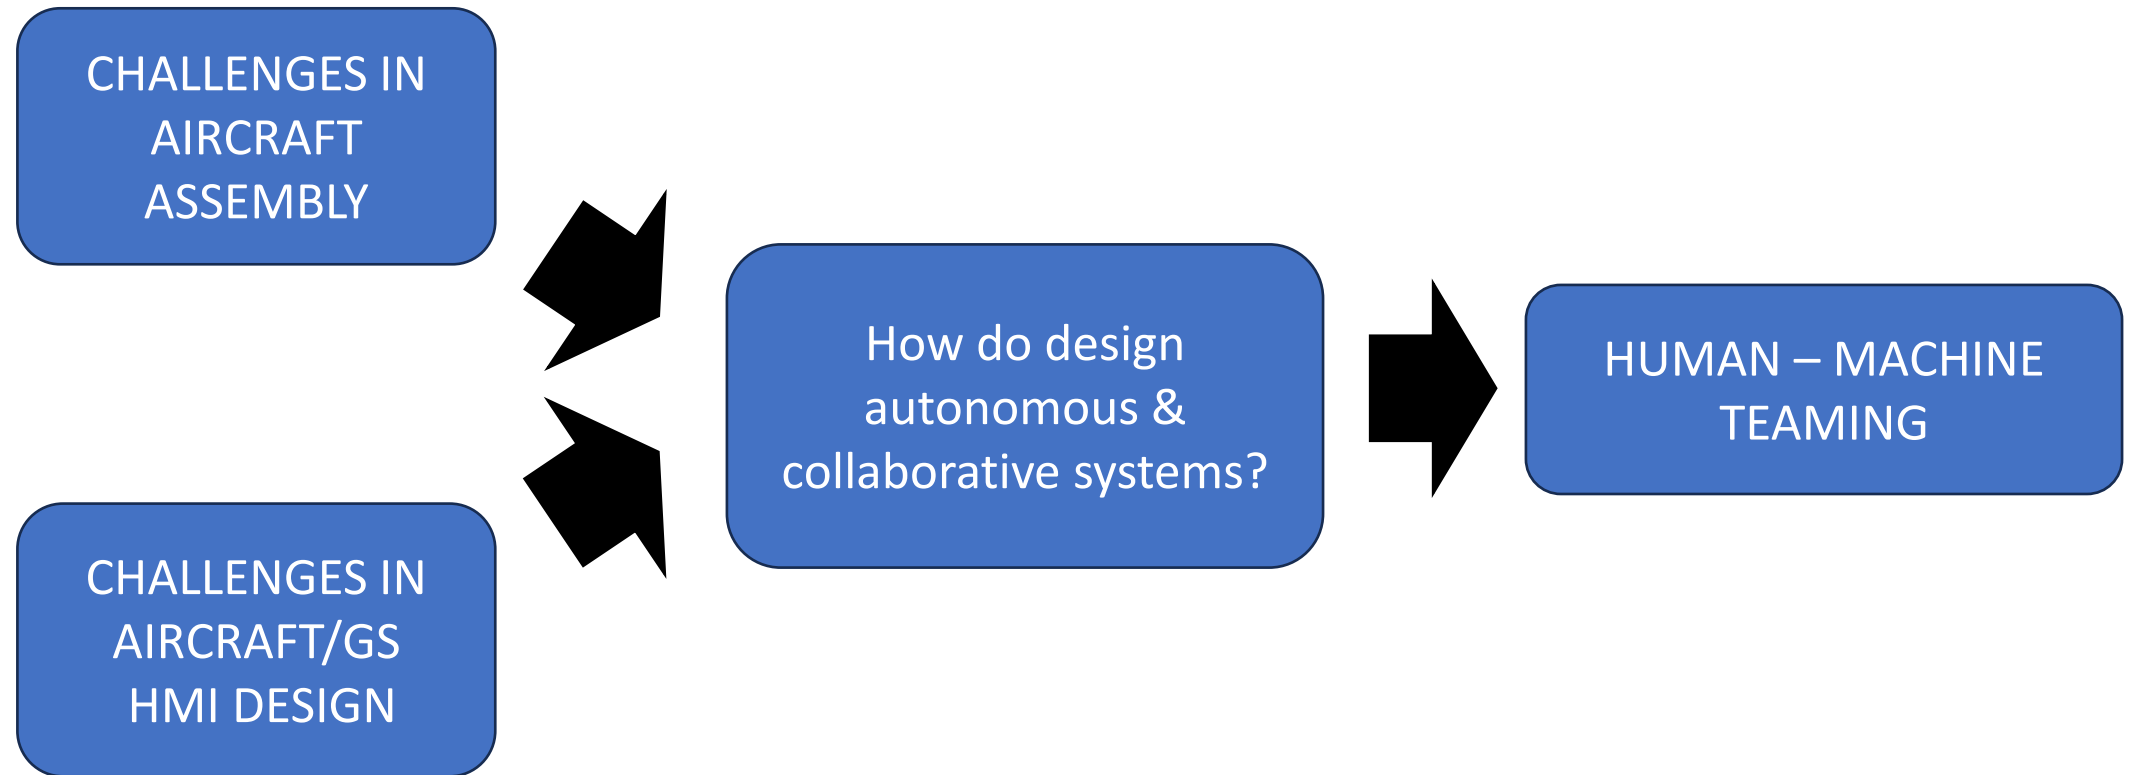 CHALLENGES IN
AIRCRAFT
ASSEMBLY
CHALLENGES IN
AIRCRAFT/GS
HMI DESIGN
How do design
autonomous &
collaborative systems?
HUMAN – MACHINE
TEAMING